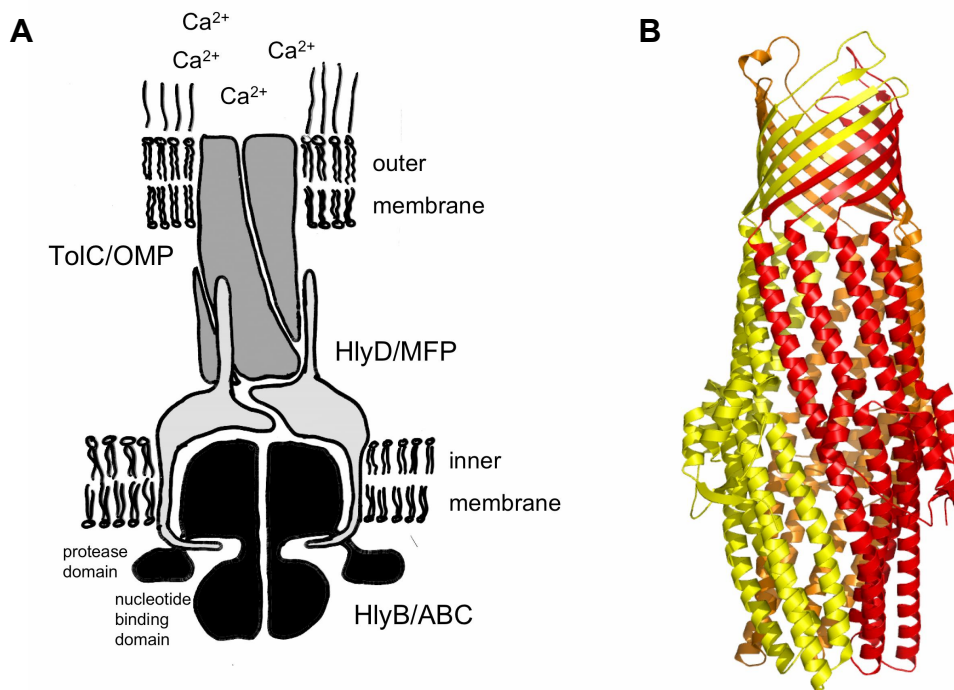 A
B
Ca²⁺
Ca²⁺
Ca²⁺
Ca²⁺
outer
membrane
TolC/OMP
HlyD/MFP
inner
membrane
protease
domain
nucleotide
binding
domain
HlyB/ABC